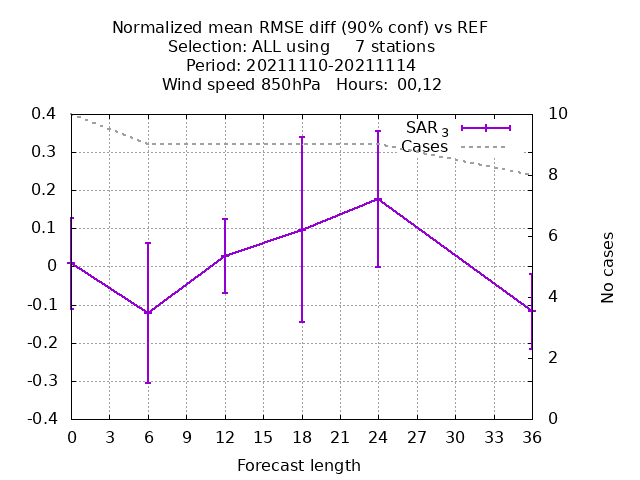 Normalized mean RMSE diff (90% conf) vs REF
Selection: ALL using 7 stations
Period: 20211110-20211114
Wind speed 850hPa Hours: 00,12
0.4
0.3
0.2
0.1
0
-0.1
-0.2
-0.3
-0.4
SAR 3
Cases
10
8
6
4
2
0
No cases
0 3 6 9 12 15 18 21 24 27 30 33 36
Forecast length